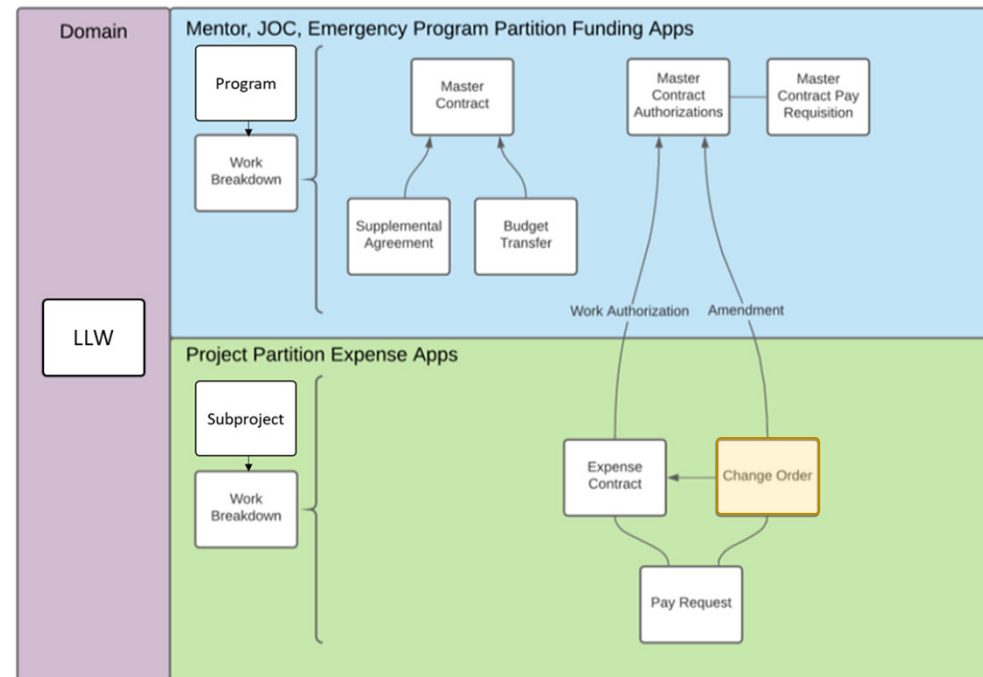 Domain
Mentor, JOC, Emergency Program Partition Funding Apps
Program
Work
Breakdown
Master
Contract
Master
Contract
Authorizations
Master
Contract Pay
Requisition
Supplemental
Agreement
Budget
Transfer
Work Authorization
Amendment
LLW
Project Partition Expense Apps
Subproject
Work
Breakdown
Expense
Contract
Change Order
Pay Request